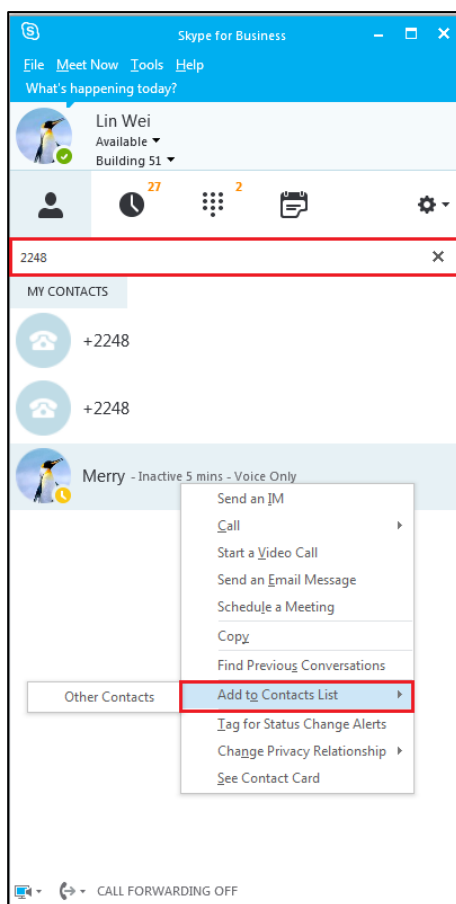 Skype for Business
File Meet Now Tools Help
What's happening today?
Lin Wei
Available
Building 51
27
2
2248
MY CONTACTS
+2248
+2248
Merry - Inactive 5 mins - Voice Only
Send an IM
Call
Start a Video Call
Send an Email Message
Schedule a Meeting
Copy
Find Previous Conversations
Other Contacts
Add to Contacts List
Tag for Status Change Alerts
Change Privacy Relationship
See Contact Card
CALL FORWARDING OFF